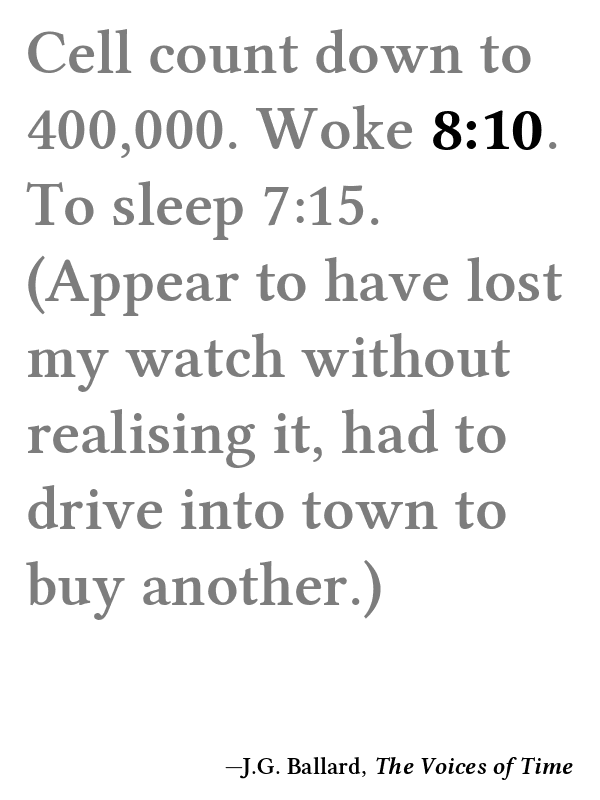 Cell count down to
400,000. Woke 8:10.
To sleep 7:15.
(Appear to have lost
my watch without
realising it, had to
drive into town to
buy another.)
—J.G. Ballard, The Voices of Time